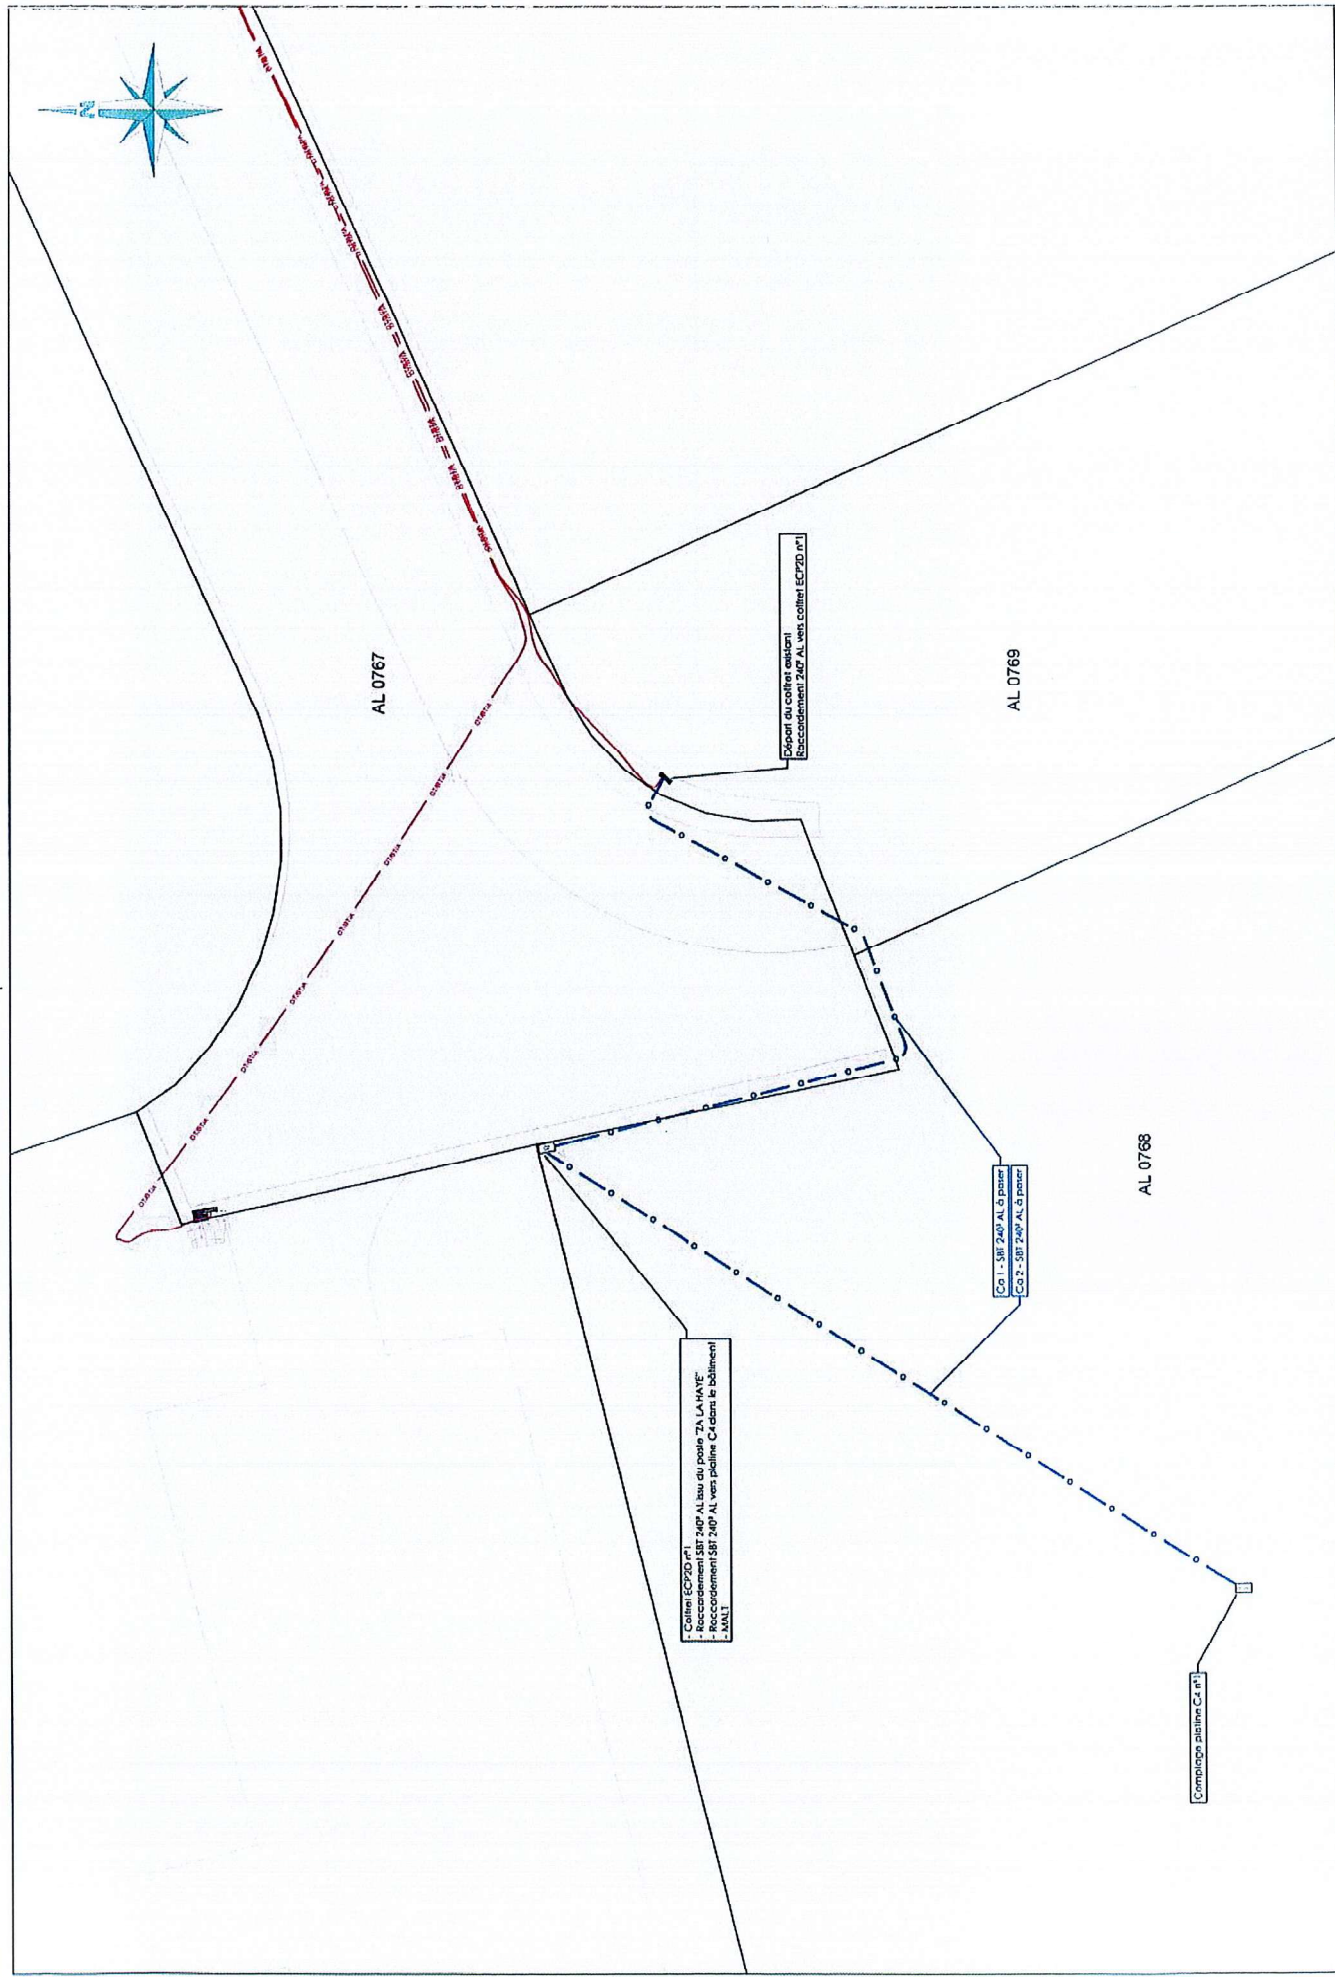 N
AL 0767
Départ du coffret existant
Raccordement 240² AL vers coffret ECP2D n°1
AL 0769
- Coffret ECP2D n°1
- Raccordement SBT 240² AL issu du poste "ZA LA HAYE"
- Raccordement SBT 240² AL vers platine C4 dans le bâtiment
- MALT
Ca 1 - SBT 240² AL à poser
Ca 2 - SBT 240² AL à poser
AL 0768
Comptage platine C4 n°1